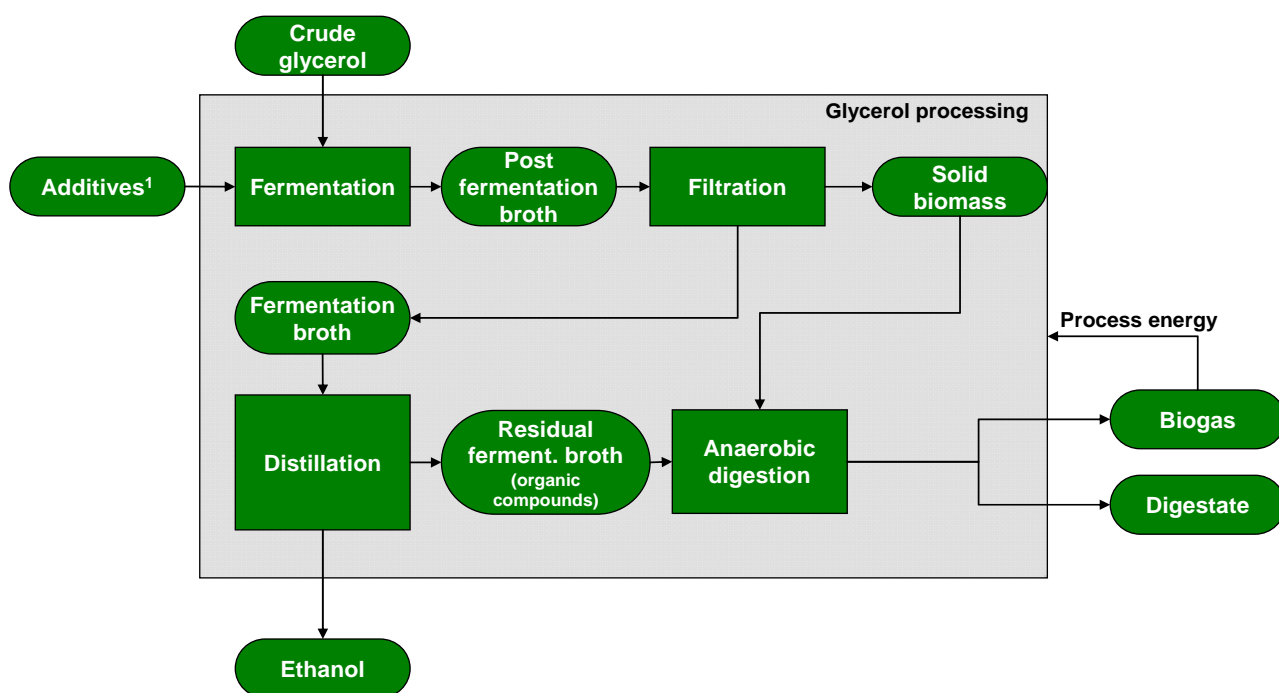 Crude
glycerol
Glycerol processing
Additives¹
Fermentation
Post
fermentation
broth
Filtration
Solid
biomass
Fermentation
broth
Process energy
Distillation
Residual
ferment. broth
(organic
compounds)
Anaerobic
digestion
Biogas
Digestate
Ethanol